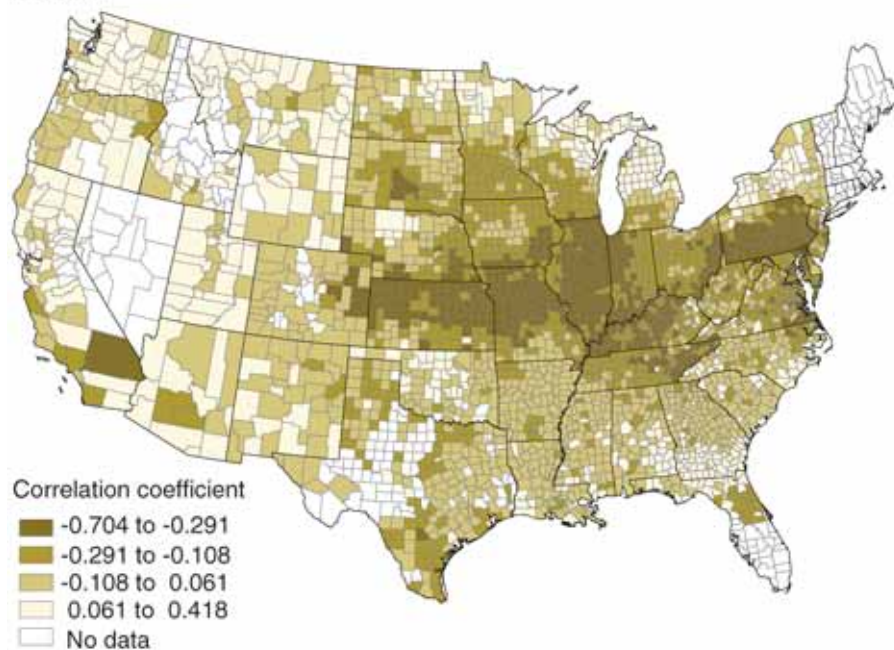 Correlation coefficient
-0.704 to -0.291
-0.291 to -0.108
-0.108 to 0.061
0.061 to 0.418
No data